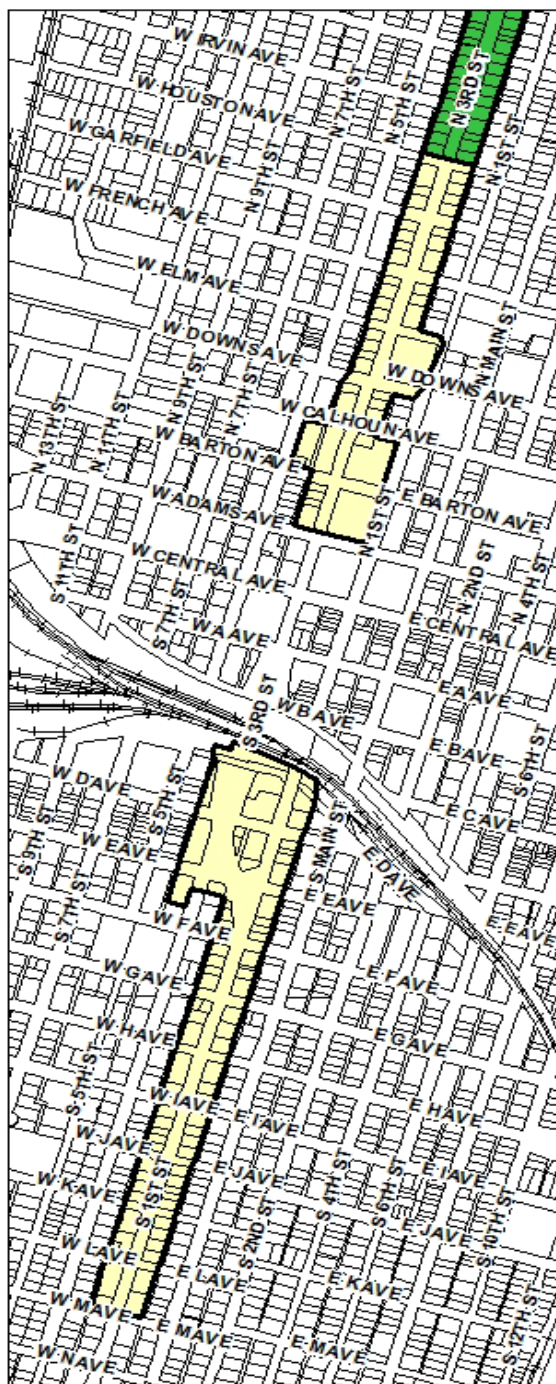 W IRVIN AVE
W HOUSTON AVE
N 7TH ST
N 5TH ST
N 3RD ST
N 1ST ST
W GARFIELD AVE
N 9TH ST
W FRENCH AVE
W ELM AVE
W DOWNS AVE
N MAIN ST
W DOWNS AVE
N 9TH ST
N 7TH ST
N 13TH ST
N 11TH ST
W CALHOUN AVE
W BARTON AVE
W ADAMS AVE
N 1ST ST
E BARTON AVE
W CENTRAL AVE
N 2ND ST
N 4TH ST
S 11TH ST
S 7TH ST
W A AVE
E CENTRAL AVE
E A AVE
S 3RD ST
W B AVE
E B AVE
S 6TH ST
W D AVE
S 5TH ST
E C AVE
W E AVE
S MAIN ST
E D AVE
S 9TH ST
E E AVE
E E AVE
S 7TH ST
W F AVE
W G AVE
E F AVE
W H AVE
E G AVE
S 5TH ST
W I AVE
E I AVE
E H AVE
W J AVE
E J AVE
E I AVE
W K AVE
S 1ST ST
S 4TH ST
S 6TH ST
E J AVE
S 10TH ST
S 2ND ST
W L AVE
E L AVE
E K AVE
W M AVE
E M AVE
E M AVE
S 12TH ST
W N AVE